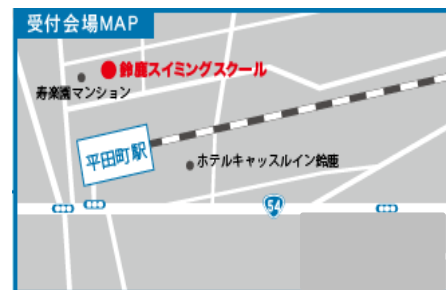 受付会場MAP
鈴鹿スイミングスクール
寿楽園マンション
平田町駅
ホテルキャッスルイン鈴鹿
54